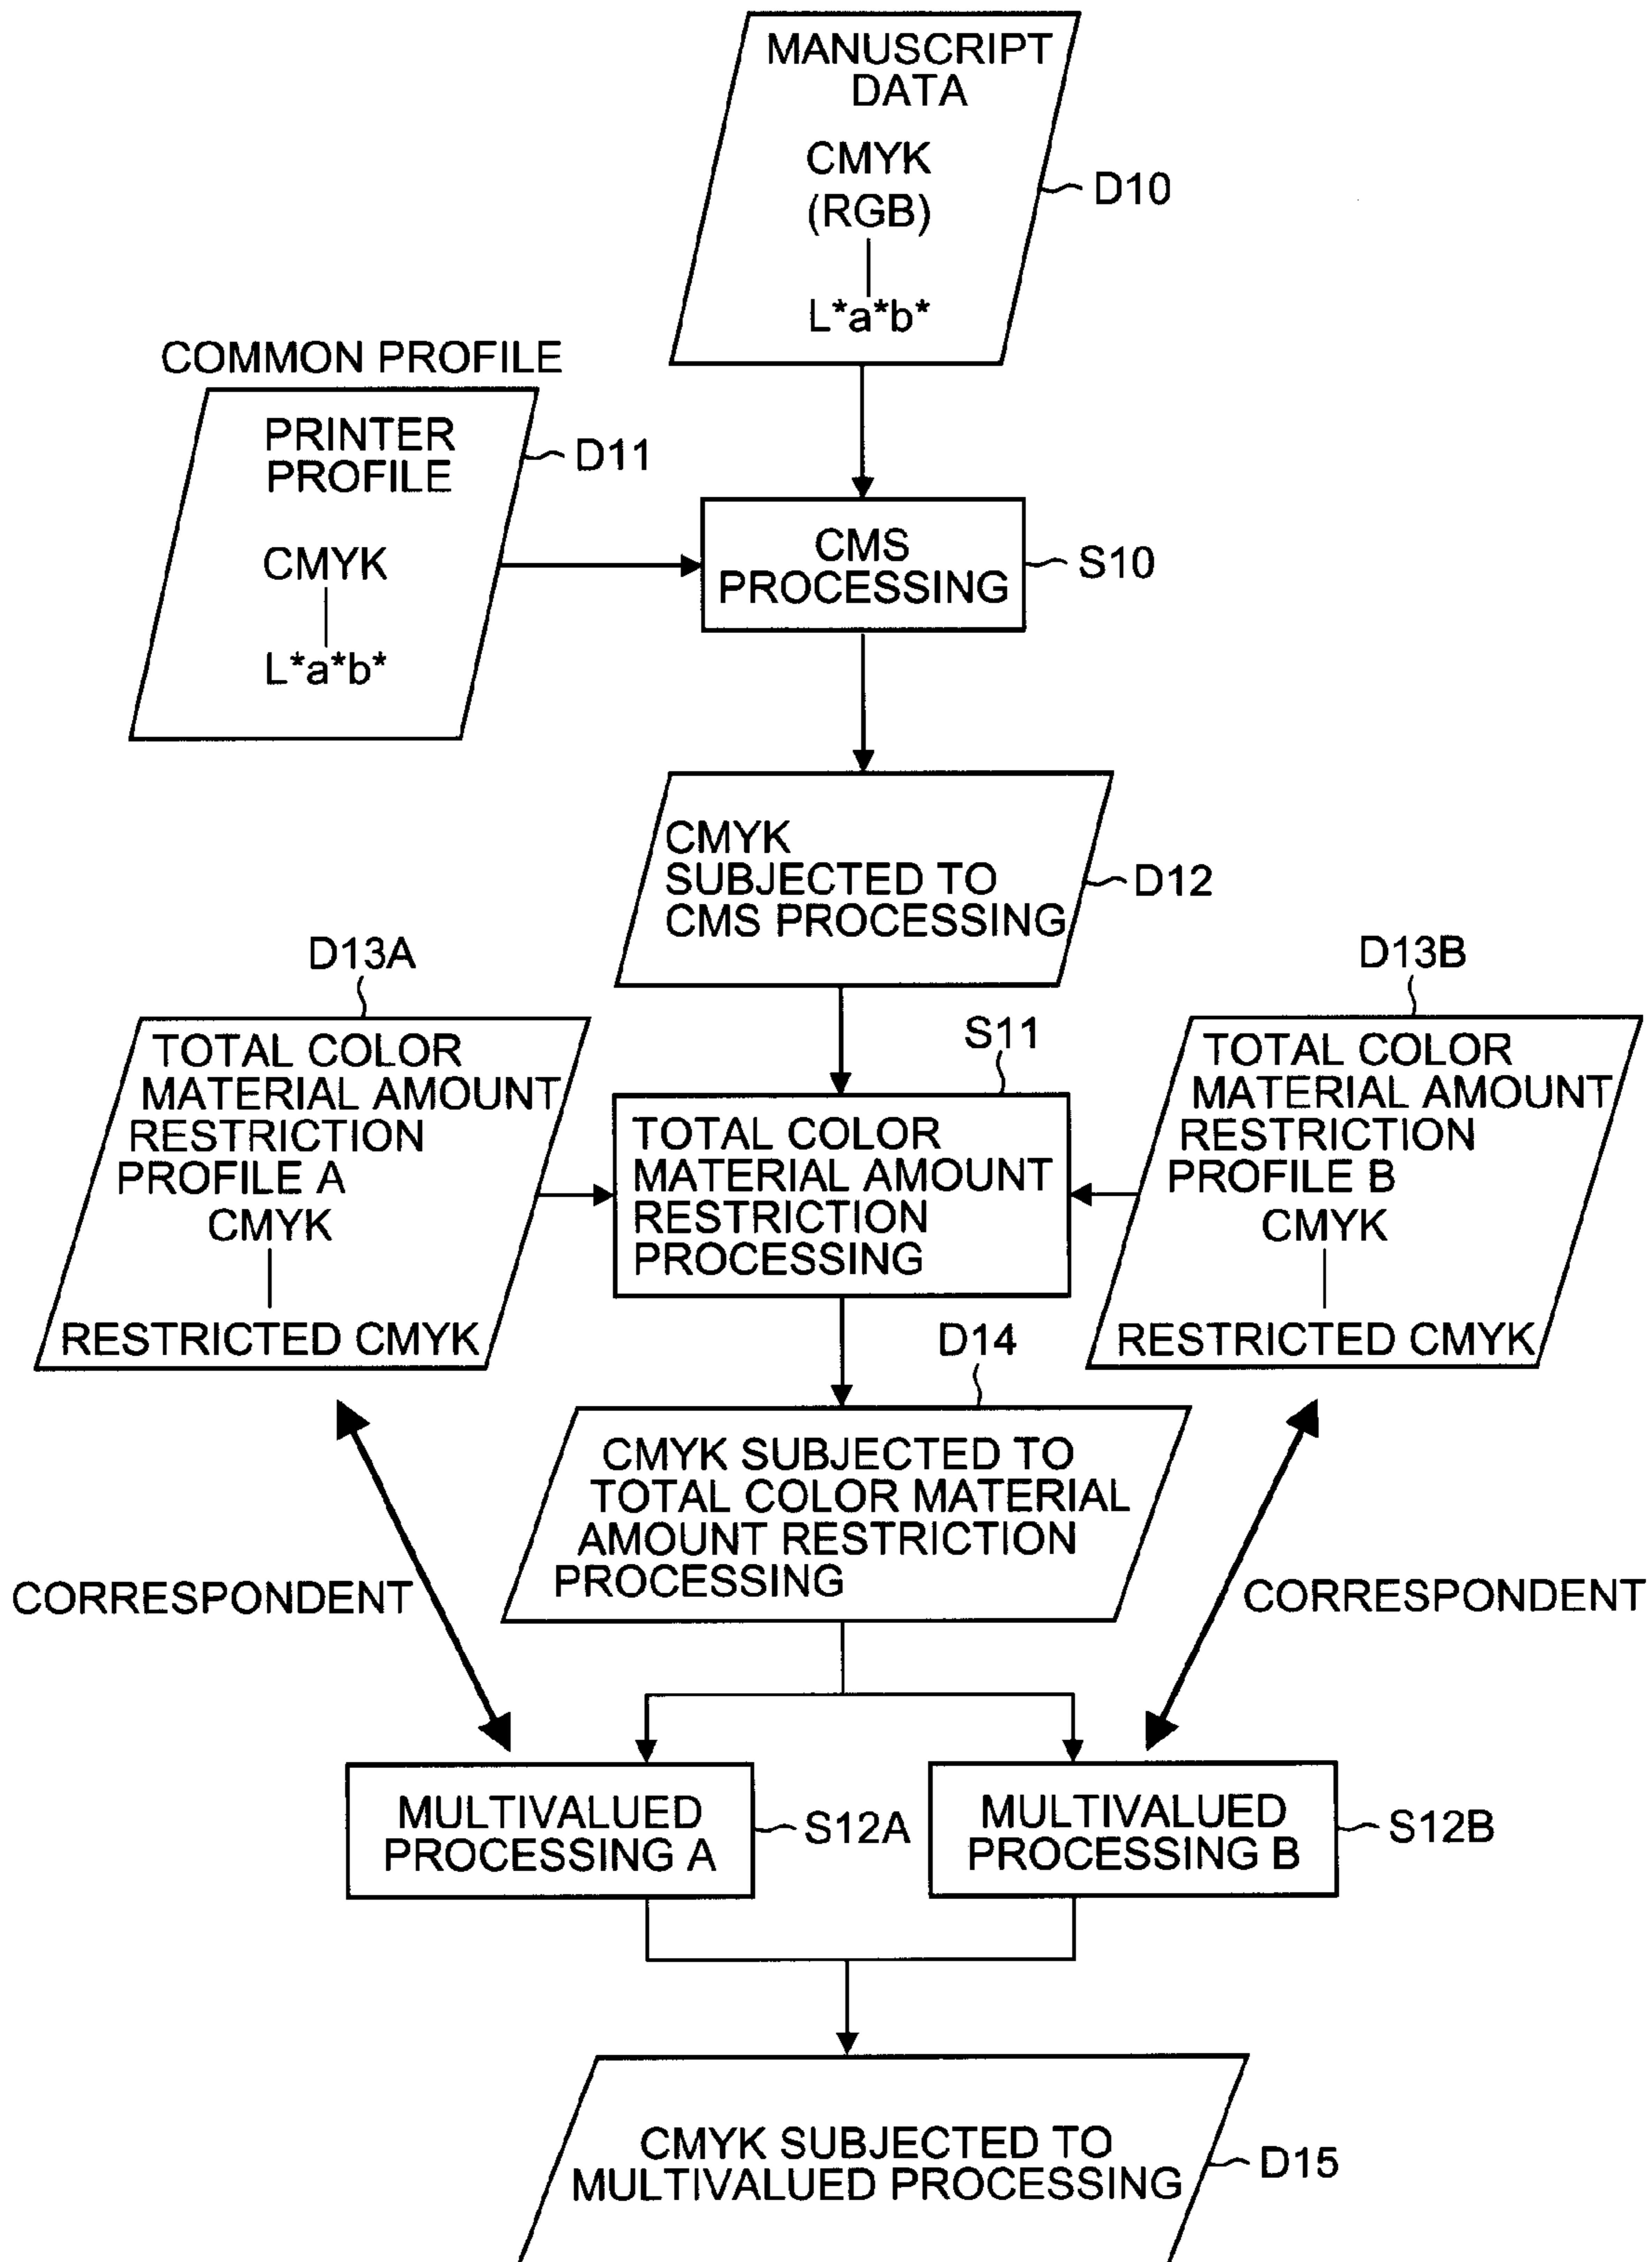 MANUSCRIPT
DATA
CMYK
(RGB)
L*a*b*
D10
COMMON PROFILE
PRINTER
PROFILE
CMYK
L*a*b*
D11
CMS
PROCESSING
S10
CMYK
SUBJECTED TO
CMS PROCESSING
D12
D13A
TOTAL COLOR
MATERIAL AMOUNT
RESTRICTION
PROFILE A
CMYK
RESTRICTED CMYK
S11
TOTAL COLOR
MATERIAL AMOUNT
RESTRICTION
PROCESSING
D13B
TOTAL COLOR
MATERIAL AMOUNT
RESTRICTION
PROFILE B
CMYK
RESTRICTED CMYK
D14
CMYK SUBJECTED TO
TOTAL COLOR MATERIAL
AMOUNT RESTRICTION
PROCESSING
CORRESPONDENT
CORRESPONDENT
MULTIVALUED
PROCESSING A
S12A
MULTIVALUED
PROCESSING B
S12B
CMYK SUBJECTED TO
MULTIVALUED PROCESSING
D15